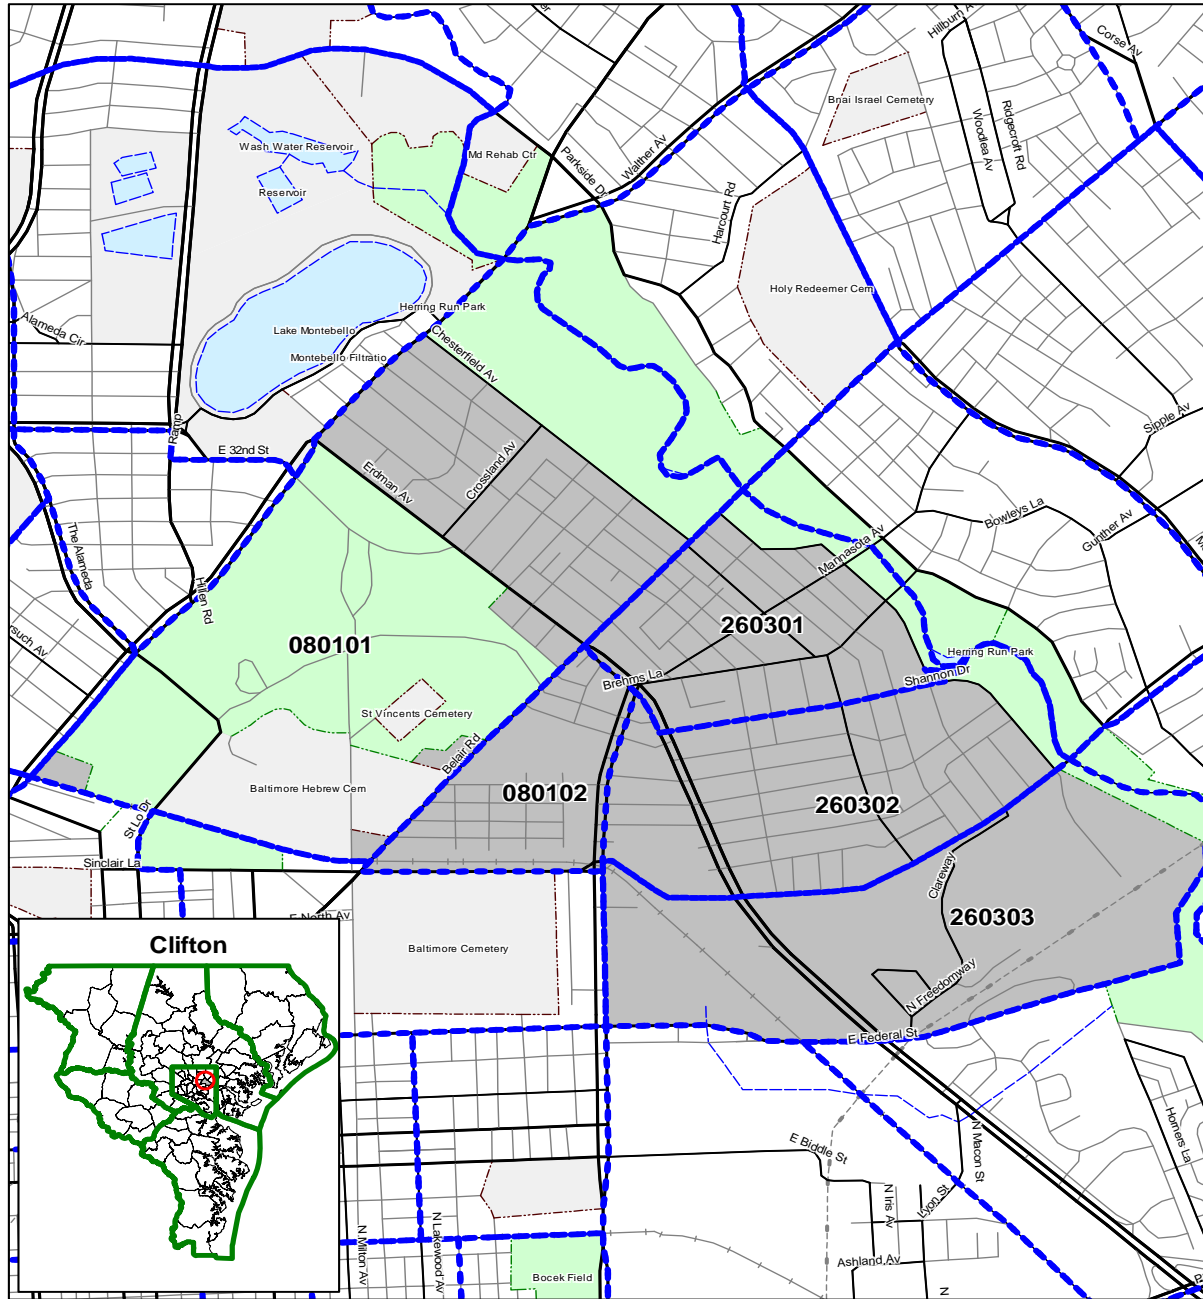 Hillburn A
Corse Av
Bnai Israel Cemetery
Ridgecroft Rd
Woodlea Av
Wash Water Reservoir
Md Rehab Ctr
Parkside Dr
Walther Av
Reservoir
Harcourt Rd
Holy Redeemer Cem
Herring Run Park
Alameda Cir
Lake Montebello
Chesterfield Av
Montebello Filtratio
Sipple Av
Ramp
E 32nd St
Erdman Av
Crossland Av
Bowleys La
Gunther Av
The Alameda
Mannasota Av
Hillen Rd
260301
rsuch Av
080101
Herring Run Park
Brehms La
Shannon Dr
St Vincents Cemetery
Belair Rd
Baltimore Hebrew Cem
080102
260302
St Lo Dr
Sinclair La
Clareway
E North Av
260303
Clifton
Baltimore Cemetery
N Freedomway
E Federal St
E Biddle St
N Macon St
Homers La
N Iris Av
Lyon St
N Milton Av
N Lakewood Av
Ashland Av
Bocek Field
N